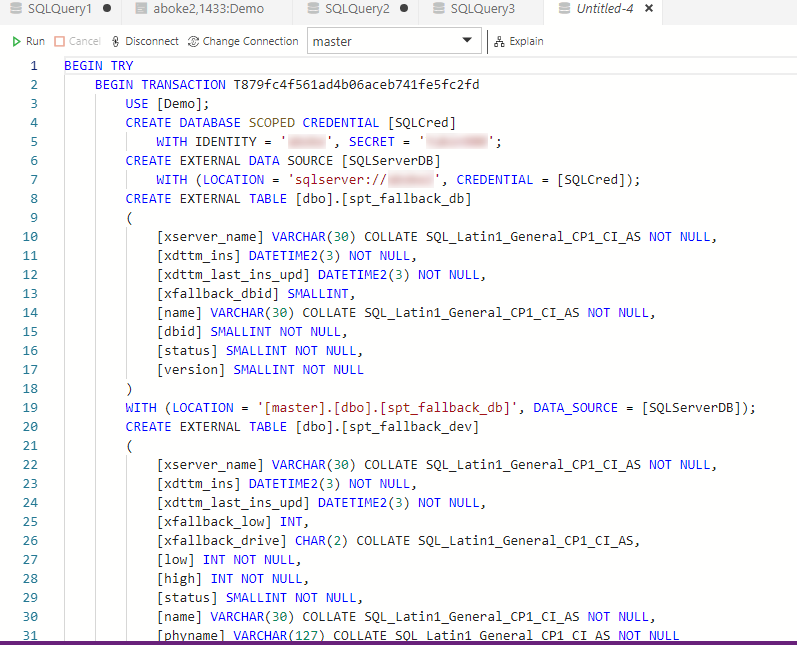 SQLQuery1 aboke2,1433:Demo SQLQuery2 SQLQuery3 Untitled-4
Run Cancel Disconnect Change Connection master Explain
1 BEGIN TRY
2 BEGIN TRANSACTION T879fc4f561ad4b06aceb741fe5fc2fd
3 USE [Demo];
4 CREATE DATABASE SCOPED CREDENTIAL [SQLCred]
5 WITH IDENTITY = '', SECRET = '';
6 CREATE EXTERNAL DATA SOURCE [SQLServerDB]
7 WITH (LOCATION = 'sqlserver://', CREDENTIAL = [SQLCred]);
8 CREATE EXTERNAL TABLE [dbo].[spt_fallback_db]
9 (
10 [xserver_name] VARCHAR(30) COLLATE SQL_Latin1_General_CP1_CI_AS NOT NULL,
11 [xdttm_ins] DATETIME2(3) NOT NULL,
12 [xdttm_last_ins_upd] DATETIME2(3) NOT NULL,
13 [xfallback_dbid] SMALLINT,
14 [name] VARCHAR(30) COLLATE SQL_Latin1_General_CP1_CI_AS NOT NULL,
15 [dbid] SMALLINT NOT NULL,
16 [status] SMALLINT NOT NULL,
17 [version] SMALLINT NOT NULL
18 )
19 WITH (LOCATION = '[master].[dbo].[spt_fallback_db]', DATA_SOURCE = [SQLServerDB]);
20 CREATE EXTERNAL TABLE [dbo].[spt_fallback_dev]
21 (
22 [xserver_name] VARCHAR(30) COLLATE SQL_Latin1_General_CP1_CI_AS NOT NULL,
23 [xdttm_ins] DATETIME2(3) NOT NULL,
24 [xdttm_last_ins_upd] DATETIME2(3) NOT NULL,
25 [xfallback_low] INT,
26 [xfallback_drive] CHAR(2) COLLATE SQL_Latin1_General_CP1_CI_AS,
27 [low] INT NOT NULL,
28 [high] INT NOT NULL,
29 [status] SMALLINT NOT NULL,
30 [name] VARCHAR(30) COLLATE SQL_Latin1_General_CP1_CI_AS NOT NULL,
31 [phyname] VARCHAR(127) COLLATE SQL_Latin1_General_CP1_CI_AS NOT NULL